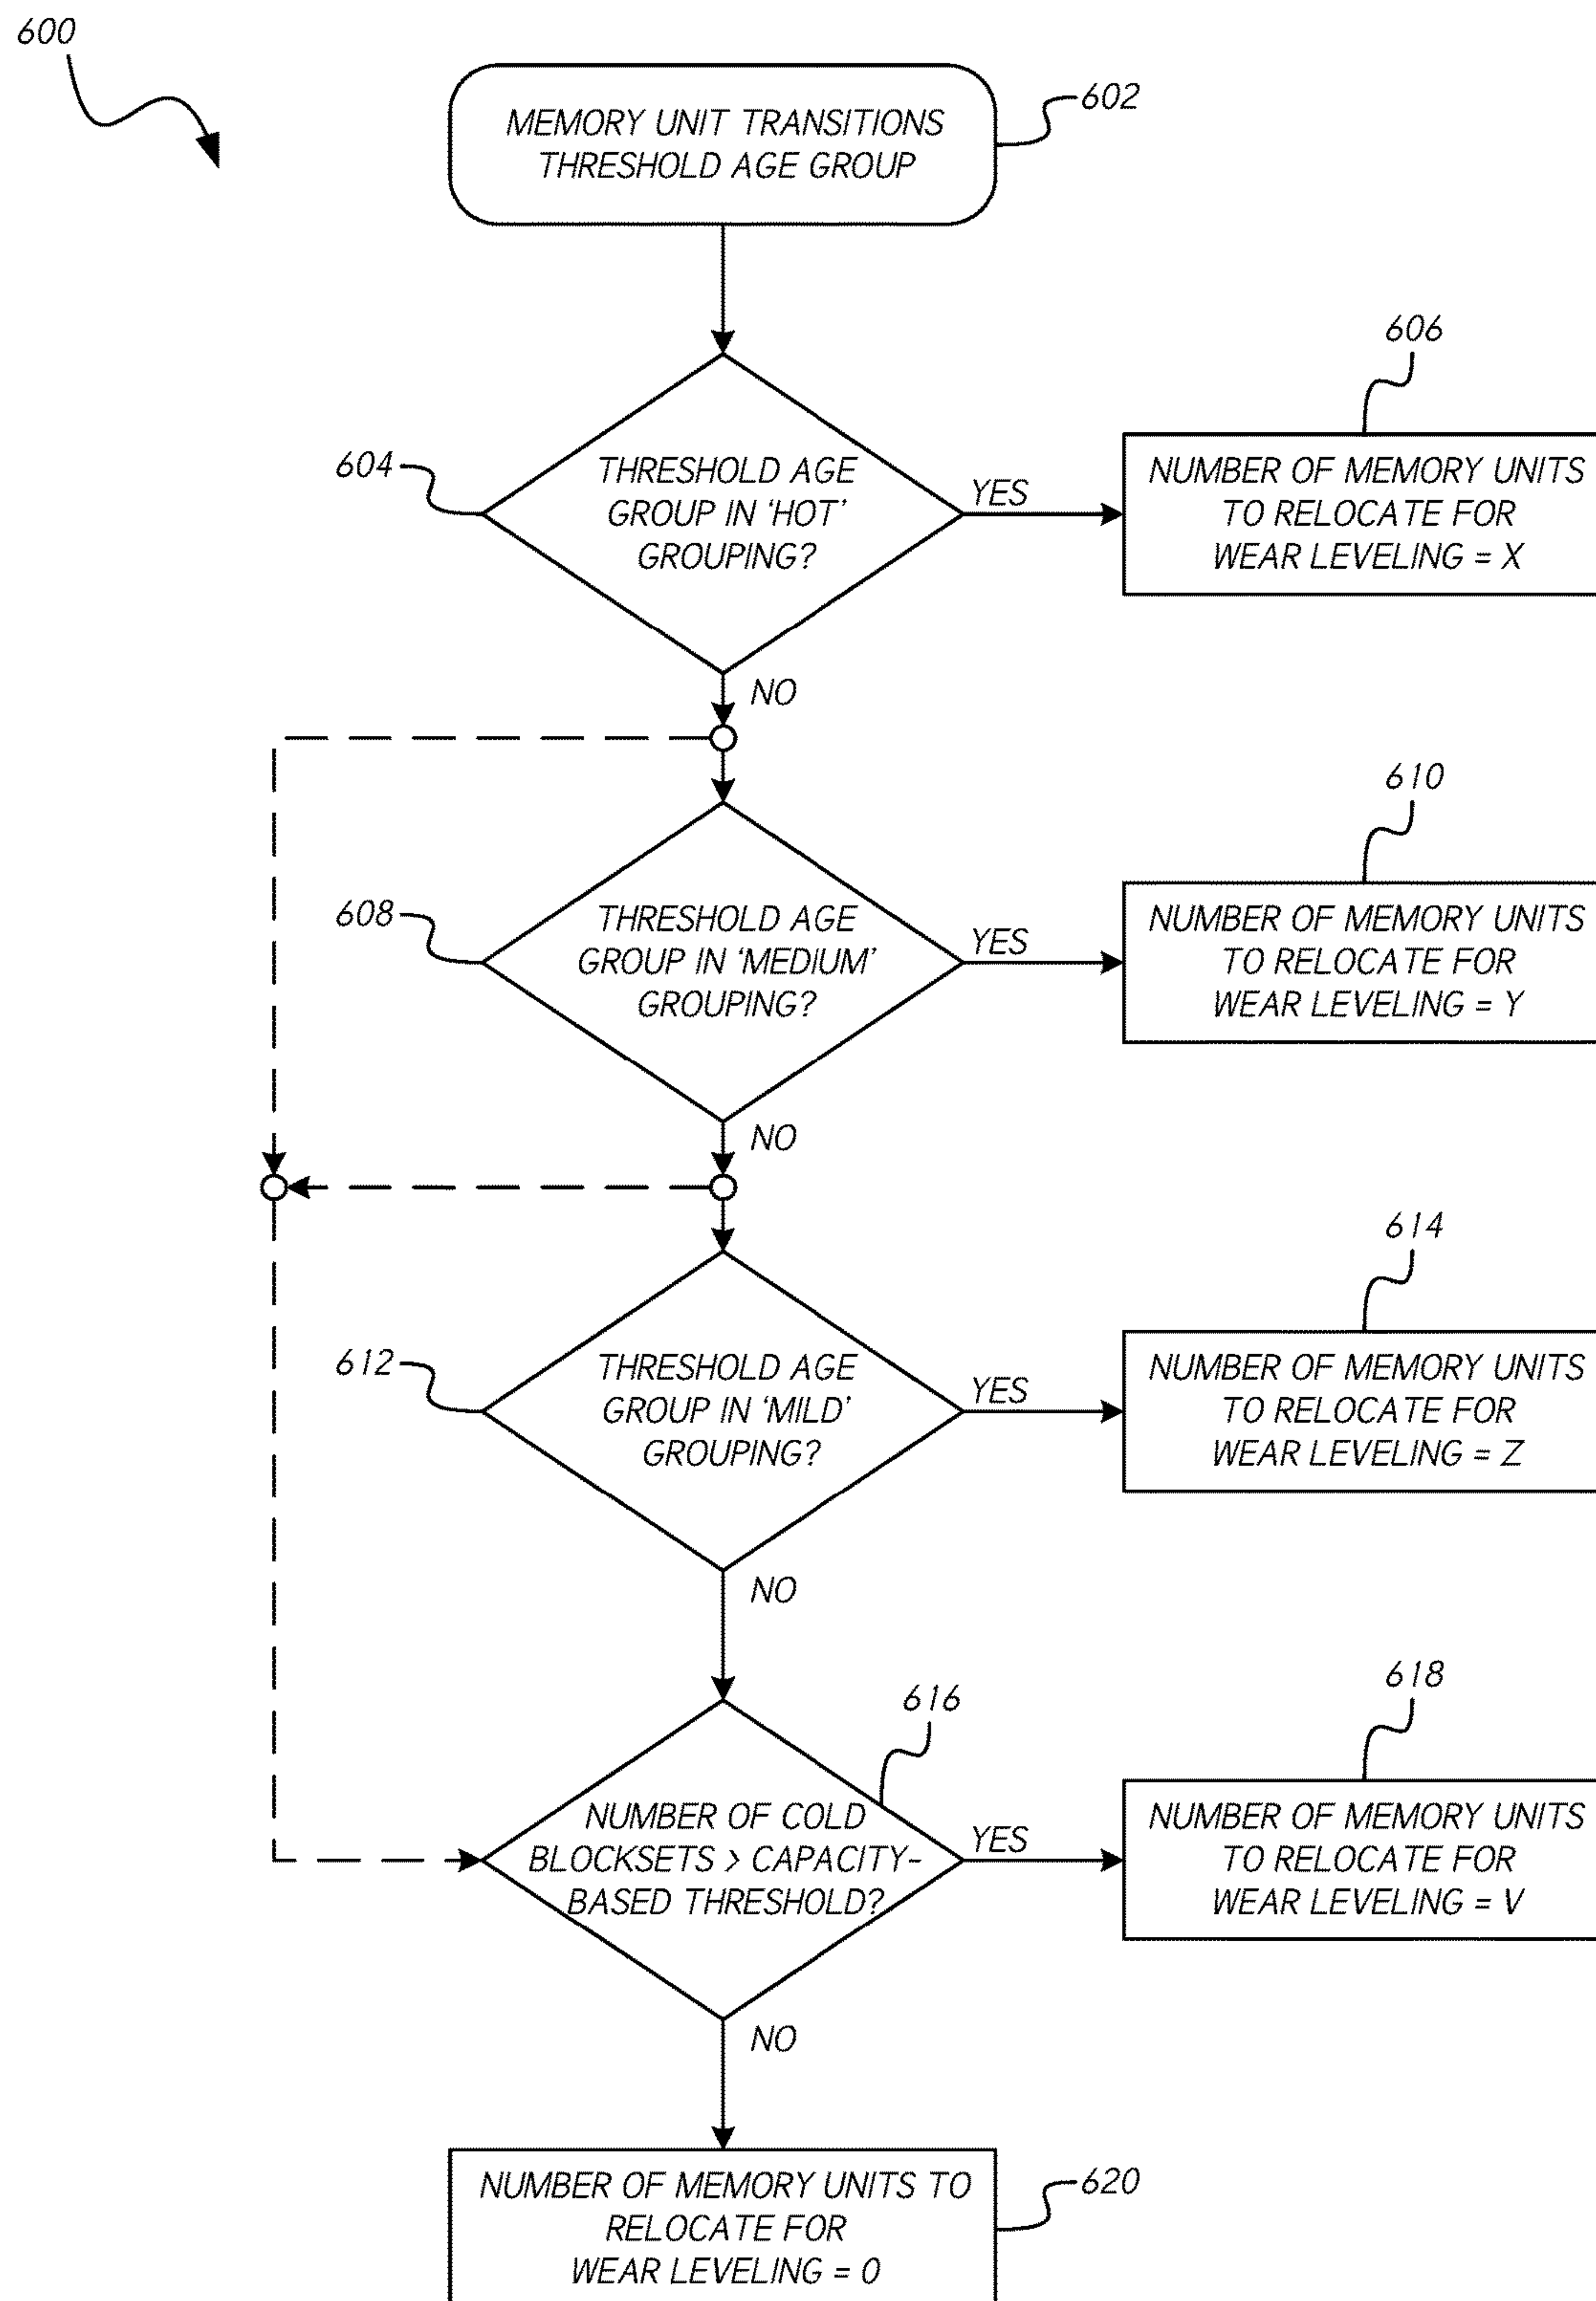 600
MEMORY UNIT TRANSITIONS
THRESHOLD AGE GROUP
602
604
THRESHOLD AGE
GROUP IN ‘HOT’
GROUPING?
YES
606
NUMBER OF MEMORY UNITS
TO RELOCATE FOR
WEAR LEVELING = X
NO
608
THRESHOLD AGE
GROUP IN ‘MEDIUM’
GROUPING?
YES
610
NUMBER OF MEMORY UNITS
TO RELOCATE FOR
WEAR LEVELING = Y
NO
612
THRESHOLD AGE
GROUP IN ‘MILD’
GROUPING?
YES
614
NUMBER OF MEMORY UNITS
TO RELOCATE FOR
WEAR LEVELING = Z
NO
616
NUMBER OF COLD
BLOCKSETS > CAPACITY-
BASED THRESHOLD?
YES
618
NUMBER OF MEMORY UNITS
TO RELOCATE FOR
WEAR LEVELING = V
NO
NUMBER OF MEMORY UNITS TO
RELOCATE FOR
WEAR LEVELING = 0
620